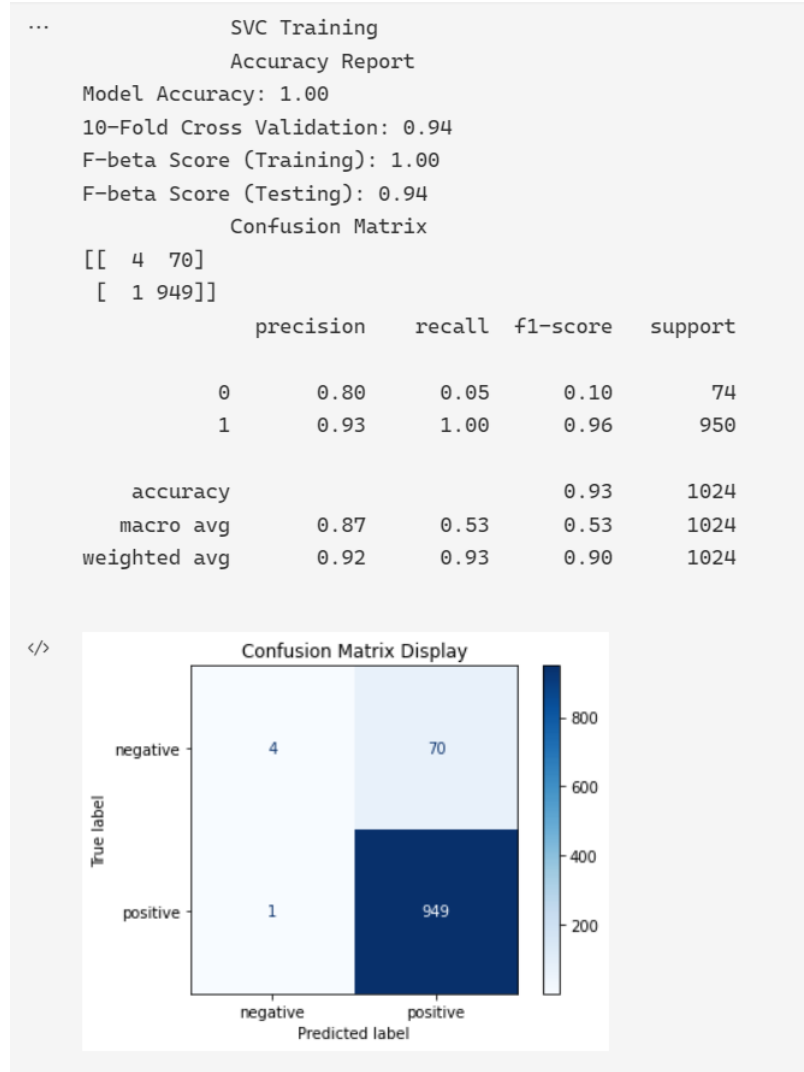 ...
SVC Training
Accuracy Report
Model Accuracy: 1.00
10-Fold Cross Validation: 0.94
F-beta Score (Training): 1.00
F-beta Score (Testing): 0.94
Confusion Matrix
[[ 4 70]
[ 1 949]]
precision recall f1-score support
0 0.80 0.05 0.10 74
1 0.93 1.00 0.96 950
accuracy 0.93 1024
macro avg 0.87 0.53 0.53 1024
weighted avg 0.92 0.93 0.90 1024
</>
Confusion Matrix Display
800
negative 4 70
600
True label
400
positive 1 949
200
negative positive
Predicted label